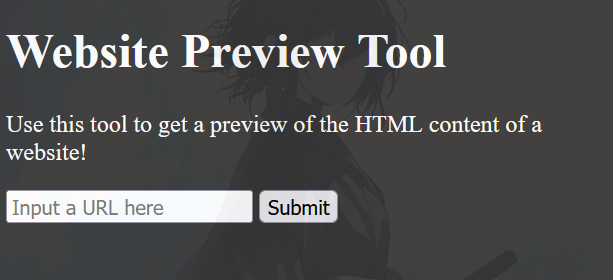 Website Preview Tool
Use this tool to get a preview of the HTML content of a
website!
Input a URL here Submit